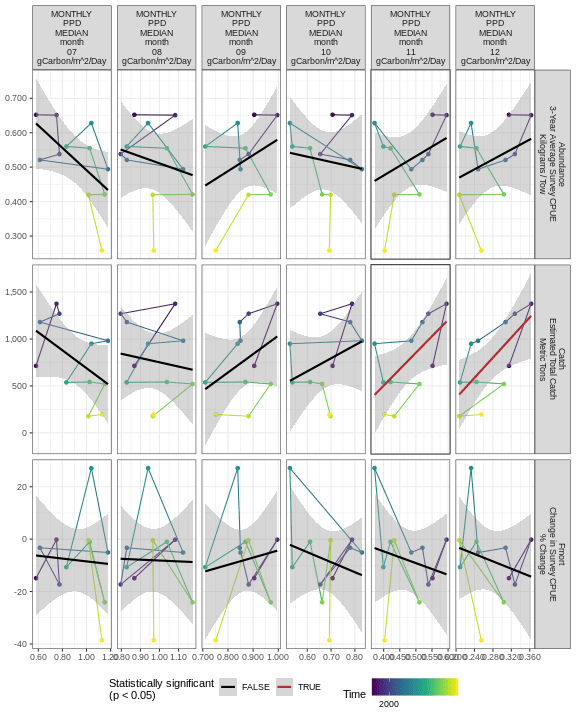 MONTHLY
PPD
MEDIAN
month
07
gCarbon/m^2/Day
MONTHLY
PPD
MEDIAN
month
08
gCarbon/m^2/Day
MONTHLY
PPD
MEDIAN
month
09
gCarbon/m^2/Day
MONTHLY
PPD
MEDIAN
month
10
gCarbon/m^2/Day
MONTHLY
PPD
MEDIAN
month
11
gCarbon/m^2/Day
MONTHLY
PPD
MEDIAN
month
12
gCarbon/m^2/Day
0.700
0.600
0.500
0.400
0.300
Abundance
3-Year Average Survey CPUE
Kilograms / Tow
1,500
1,000
500
0
Catch
Estimated Total Catch
Metric Tons
20
0
-20
-40
Fmort
Change in Survey CPUE
% Change
0.60 0.80 1.00 1.20
0.80 0.90 1.00 1.10
0.700 0.800 0.900 1.000
0.60 0.70 0.80
0.400 0.450 0.500 0.550 0.600
0.200 0.240 0.280 0.320 0.360
Statistically significant
(p < 0.05)
FALSE
TRUE
Time
2000